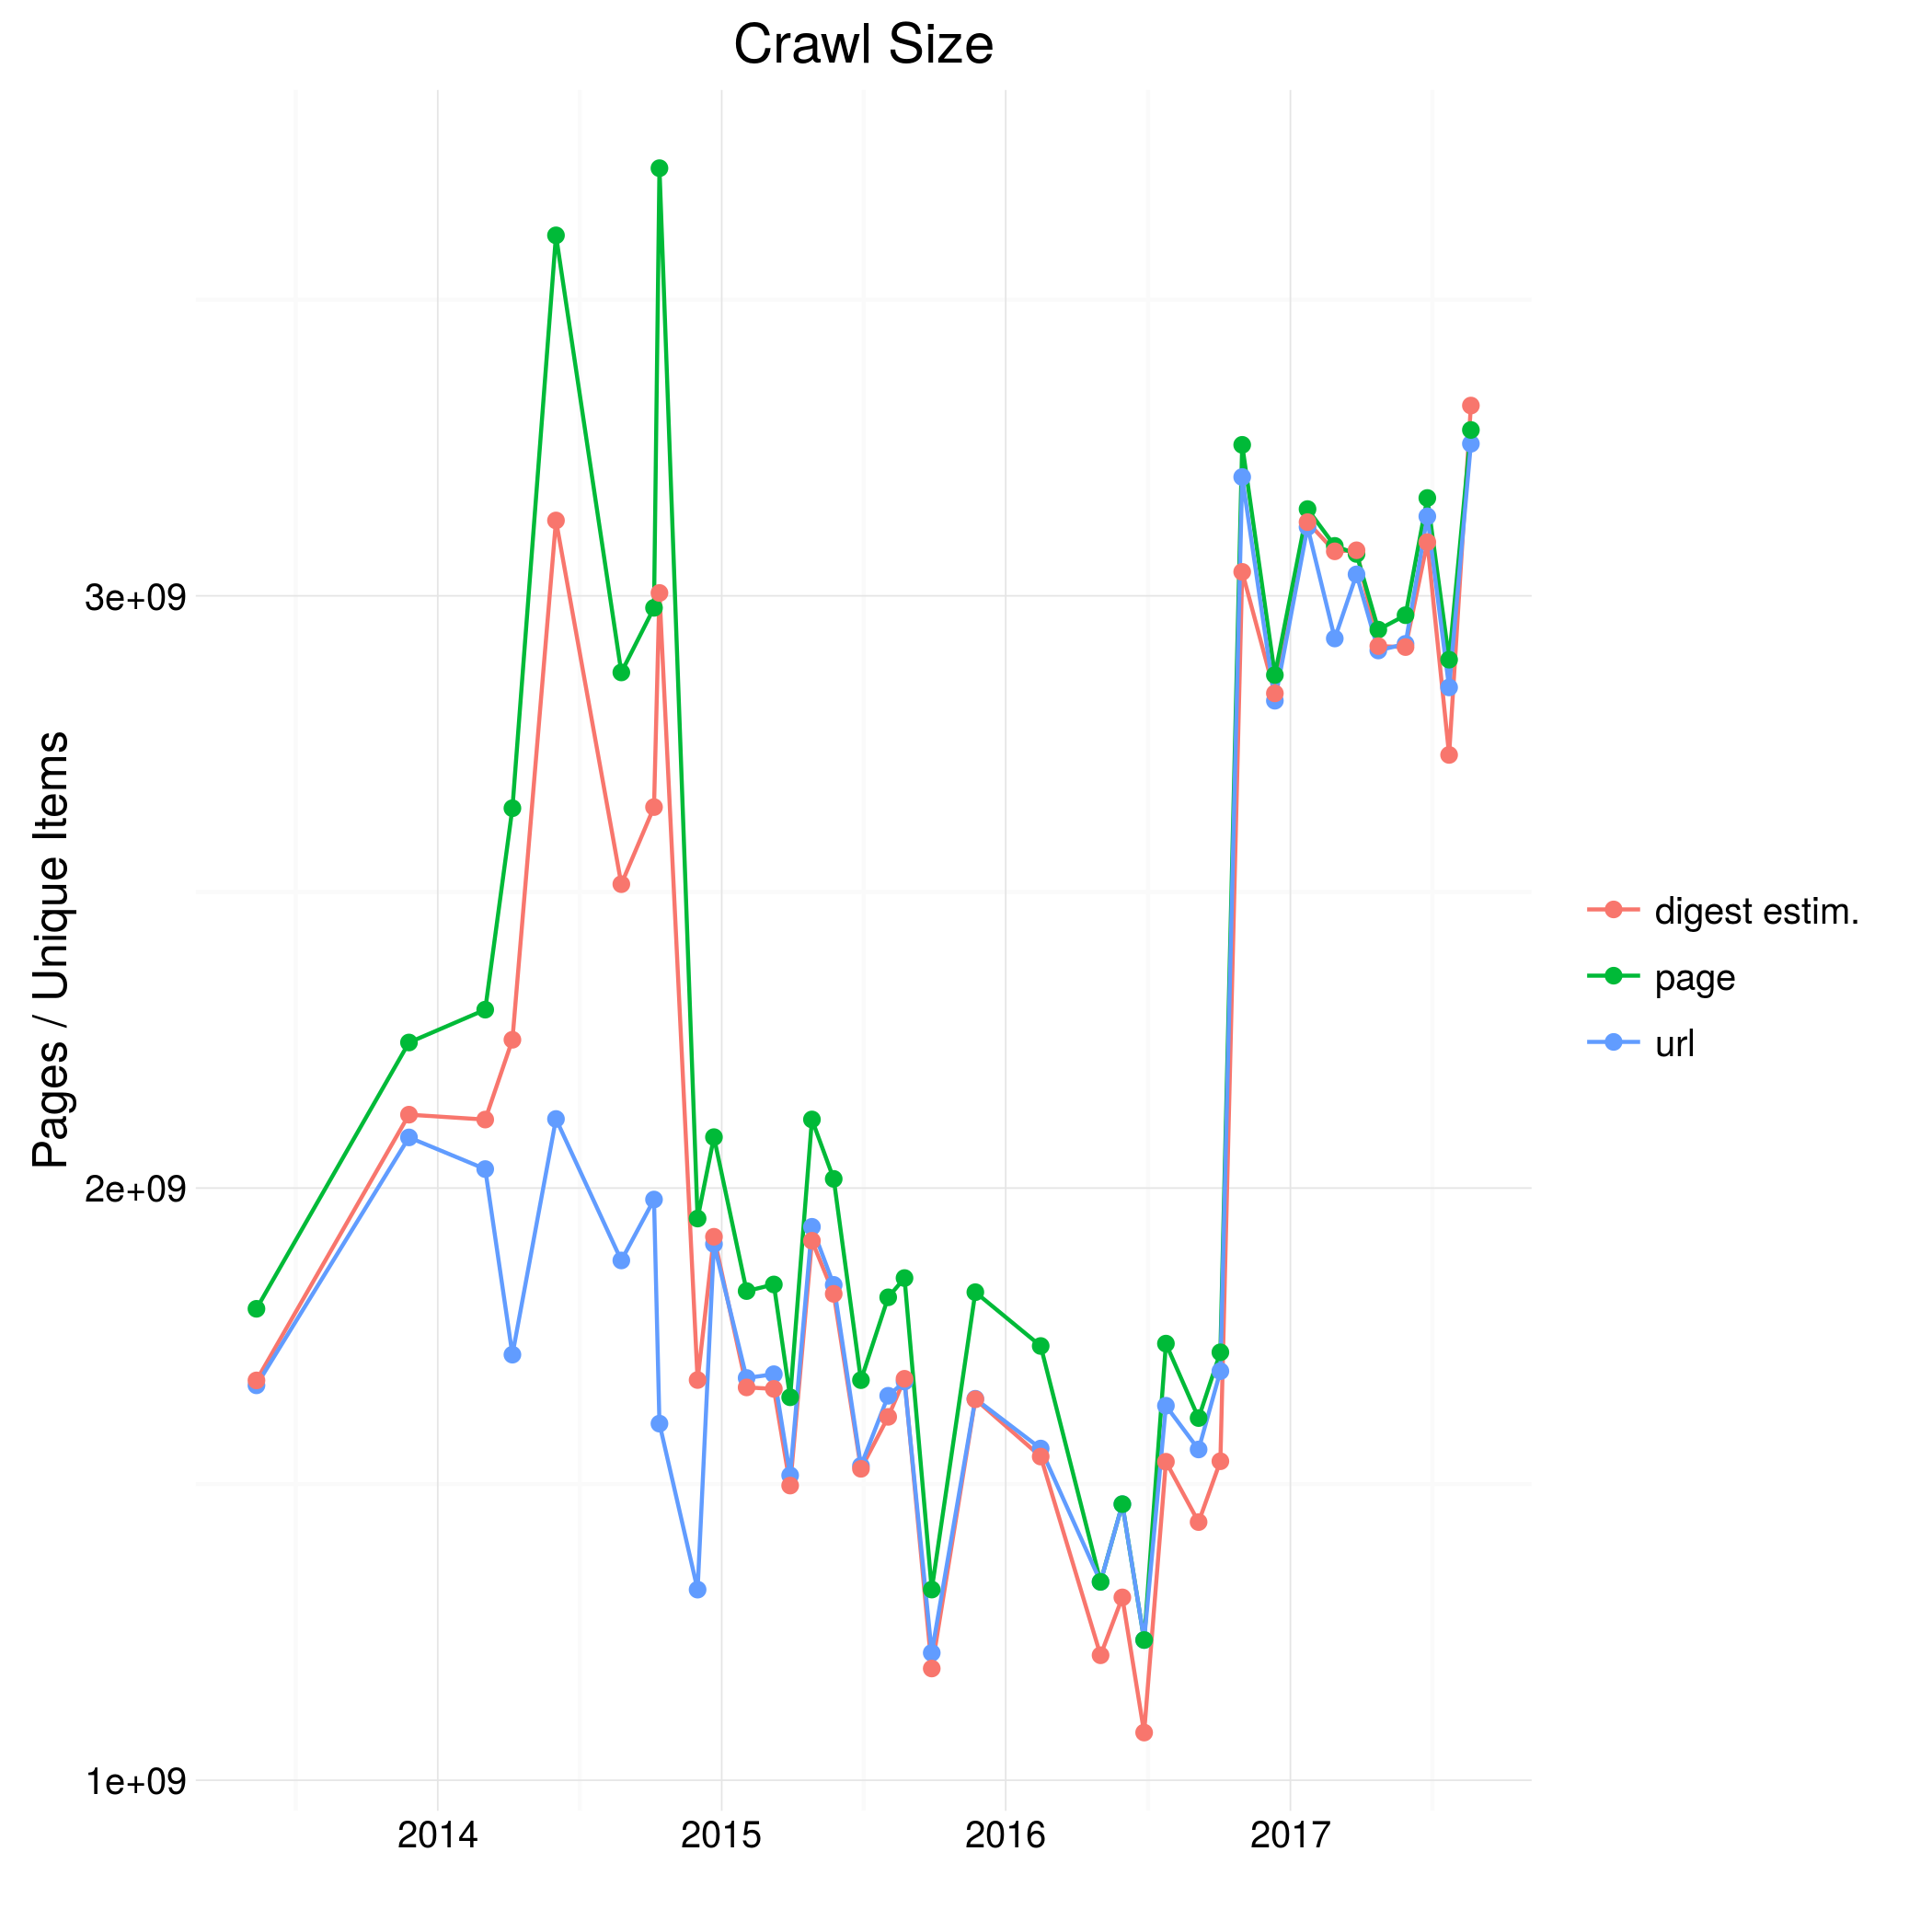 Crawl Size
Pages / Unique Items
3e+09
2e+09
1e+09
2014
2015
2016
2017
digest estim.
page
url